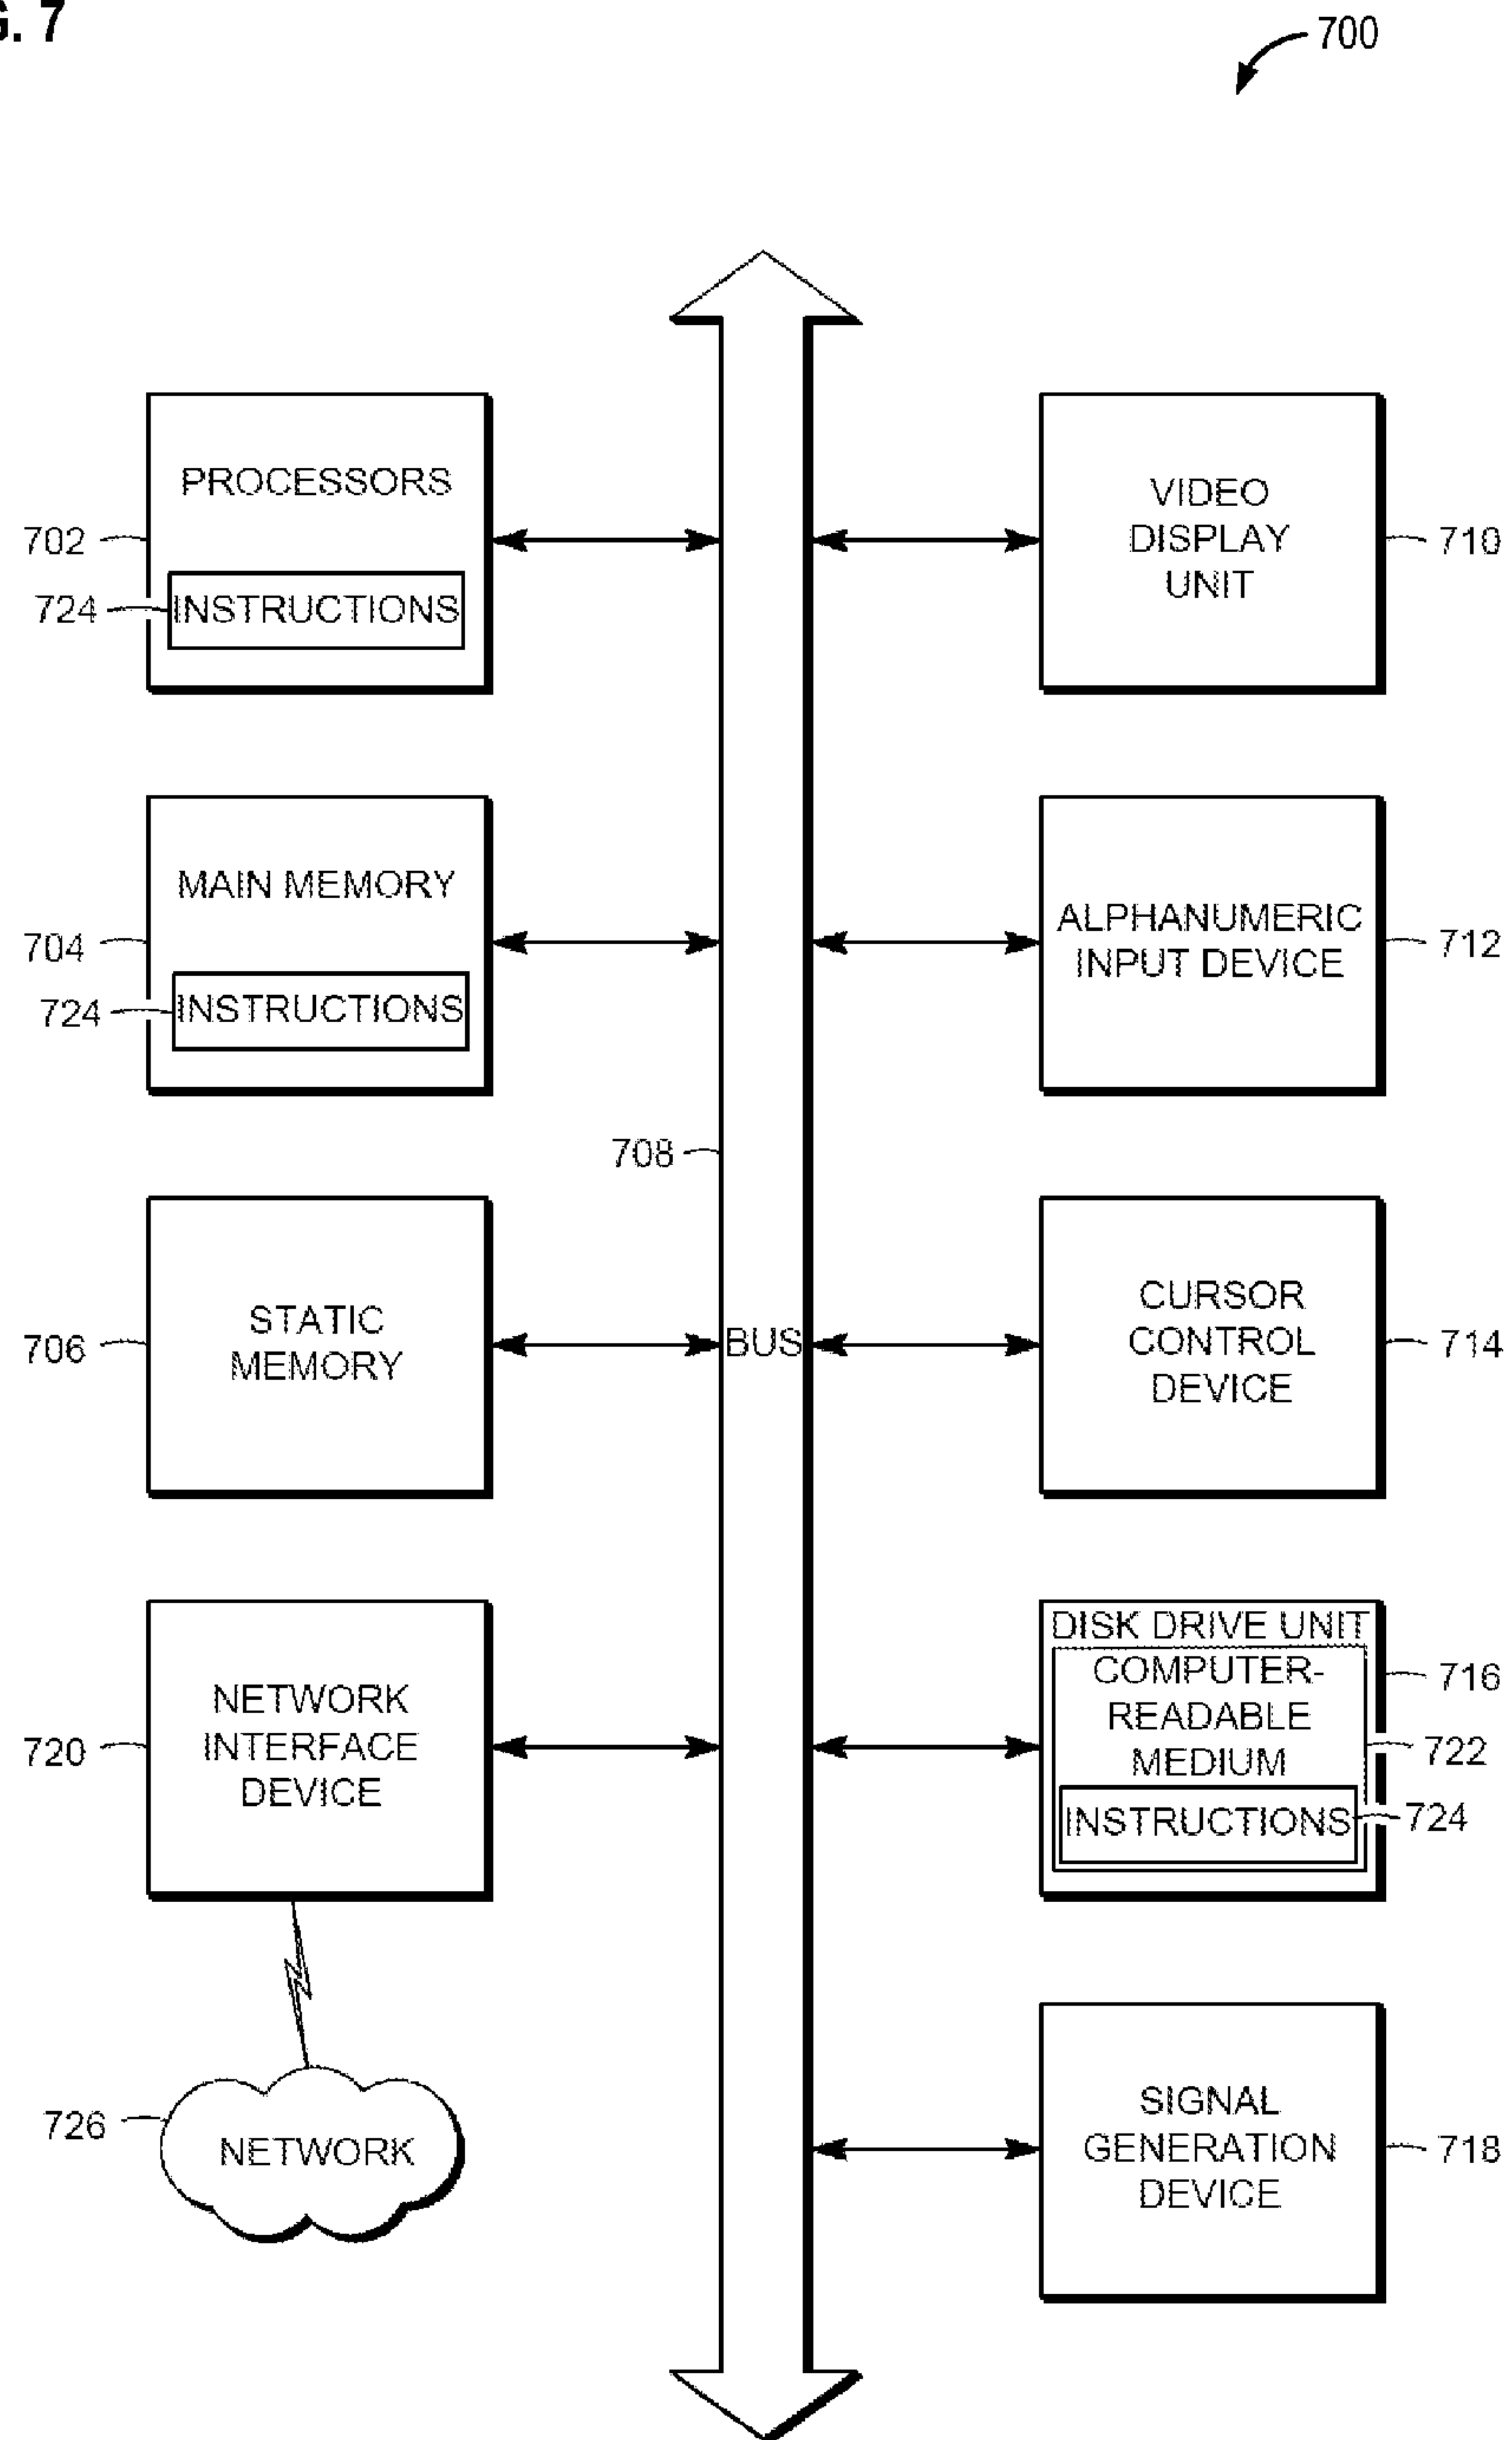 G. 7
700
PROCESSORS
702
724
INSTRUCTIONS
VIDEO
DISPLAY
UNIT
710
MAIN MEMORY
704
724
INSTRUCTIONS
ALPHANUMERIC
INPUT DEVICE
712
708
STATIC
MEMORY
706
BUS
CURSOR
CONTROL
DEVICE
714
NETWORK
INTERFACE
DEVICE
720
DISK DRIVE UNIT
COMPUTER-
READABLE
MEDIUM
INSTRUCTIONS
716
722
724
726
NETWORK
SIGNAL
GENERATION
DEVICE
718